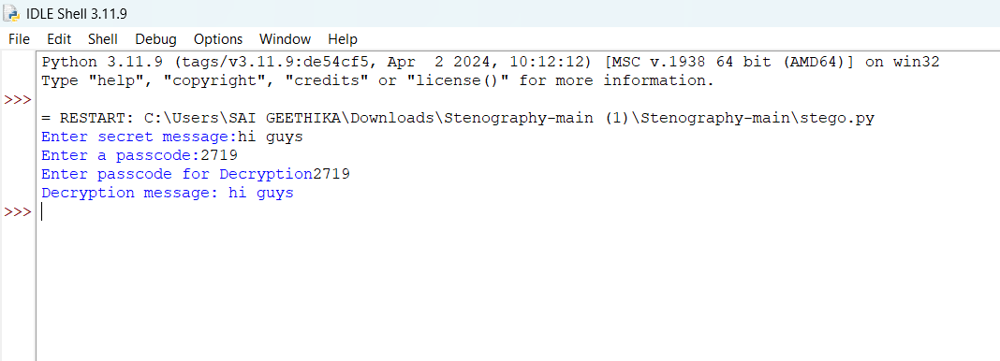 IDLE Shell 3.11.9
File Edit Shell Debug Options Window Help
Python 3.11.9 (tags/v3.11.9:de54cf5, Apr  2 2024, 10:12:12) [MSC v.1938 64 bit (AMD64)] on win32
Type "help", "copyright", "credits" or "license()" for more information.
>>>
= RESTART: C:\Users\SAI GEETHIKA\Downloads\Stenography-main (1)\Stenography-main\stego.py
Enter secret message:hi guys
Enter a passcode:2719
Enter passcode for Decryption2719
Decryption message: hi guys
>>>